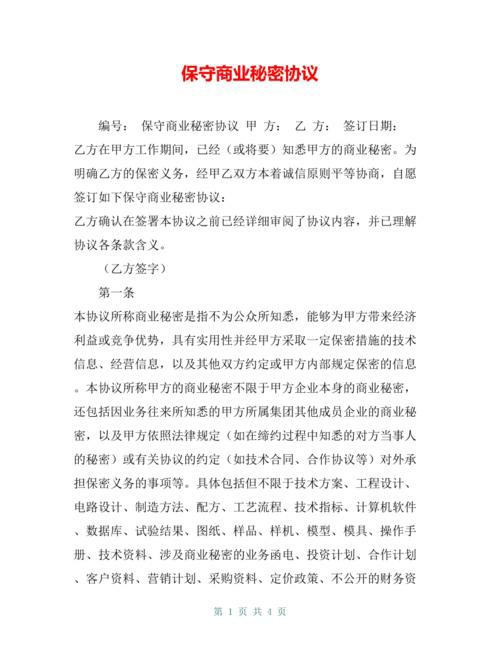 保守商业秘密协议
编号： 保守商业秘密协议 甲 方： 乙 方： 签订日期：
乙方在甲方工作期间，已经（或将要）知悉甲方的商业秘密。为
明确乙方的保密义务，经甲乙双方本着诚信原则平等协商，自愿
签订如下保守商业秘密协议：
乙方确认在签署本协议之前已经详细审阅了协议内容，并已理解
协议各条款含义。
（乙方签字）
第一条
本协议所称商业秘密是指不为公众所知悉，能够为甲方带来经济
利益或竞争优势，具有实用性并经甲方采取一定保密措施的技术
信息、经营信息，以及其他双方约定或甲方内部规定保密的信息
。本协议所称甲方的商业秘密不限于甲方企业本身的商业秘密，
还包括因业务往来所知悉的甲方所属集团其他成员企业的商业秘
密，以及甲方依照法律规定（如在缔约过程中知悉的对方当事人
的秘密）或有关协议的约定（如技术合同、合作协议等）对外承
担保密义务的事项等。具体包括但不限于技术方案、工程设计、
电路设计、制造方法、配方、工艺流程、技术指标、计算机软件
、数据库、试验结果、图纸、样品、样机、模型、模具、操作手
册、技术资料、涉及商业秘密的业务函电、投资计划、合作计划
、客户资料、营销计划、采购资料、定价政策、不公开的财务资
第 1 页 共 4 页